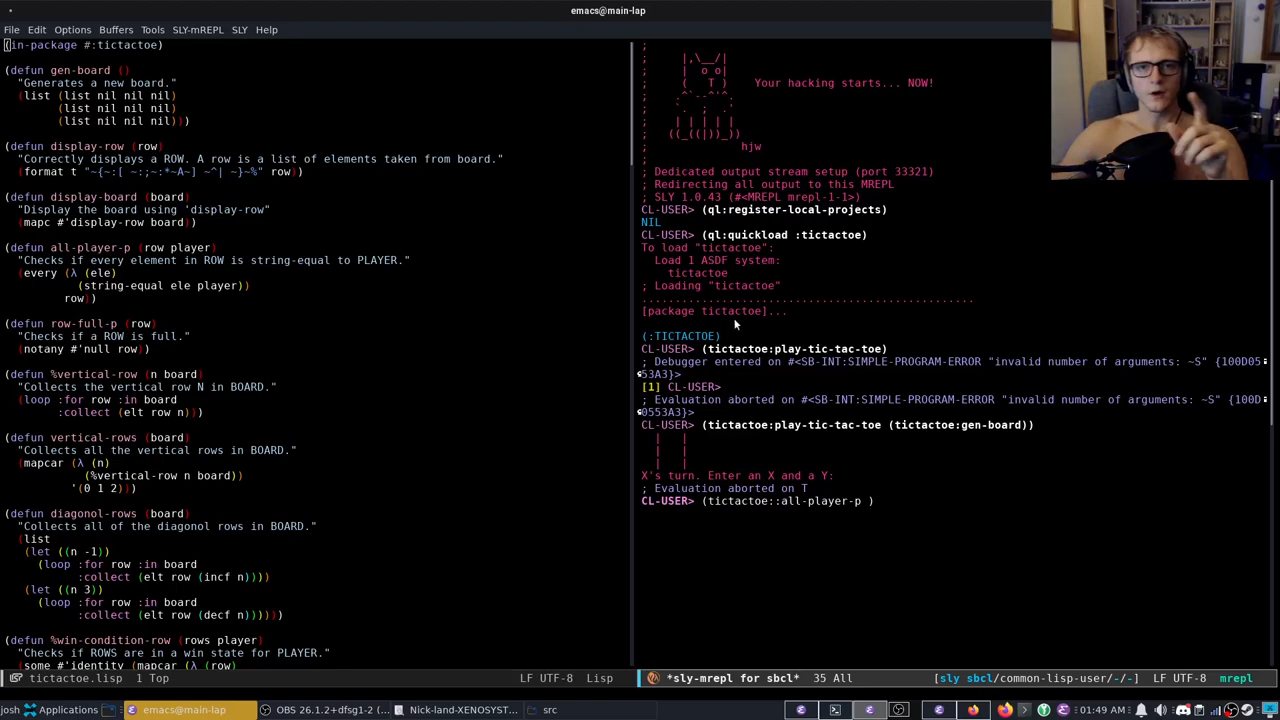 emacs@main-lap
File Edit Options Buffers Tools SLY-mREPL SLY Help
(in-package #:tictactoe)
(defun gen-board ()
"Generates a new board."
(list (list nil nil nil)
(list nil nil nil)
(list nil nil nil)))
(defun display-row (row)
"Correctly displays a ROW. A row is a list of elements taken from board."
(format t "~{~:[ ~:;~:*~A~] ~^| ~}~%" row))
(defun display-board (board)
"Display the board using 'display-row"
(mapc #'display-row board))
(defun all-player-p (row player)
"Checks if every element in ROW is string-equal to PLAYER."
(every (λ (ele)
(string-equal ele player))
row))
(defun row-full-p (row)
"Checks if a ROW is full."
(notany #'null row))
(defun %vertical-row (n board)
"Collects the vertical row N in BOARD."
(loop :for row :in board
:collect (elt row n)))
(defun vertical-rows (board)
"Collects all the vertical rows in BOARD."
(mapcar (λ (n)
(%vertical-row n board))
'(0 1 2)))
(defun diagonol-rows (board)
"Collects all of the diagonol rows in BOARD."
(list
(let ((n -1))
(loop :for row :in board
:collect (elt row (incf n))))
(let ((n 3))
(loop :for row :in board
:collect (elt row (decf n))))))
(defun %win-condition-row (rows player)
"Checks if ROWS are in a win state for PLAYER."
(some #'identity (mapcar (λ (row)
tictactoe.lisp 1 Top LF UTF-8 Lisp
;
; |,\__/|
; | o o|
; ( T ) Your hacking starts... NOW!
; .^`--^'^.
; `. ; .'
; | | | | |
; ((_((|))_))
; hjw
;
; Dedicated output stream setup (port 33321)
; Redirecting all output to this MREPL
; SLY 1.0.43 (#<MREPL mrepl-1-1>)
CL-USER> (ql:register-local-projects)
NIL
CL-USER> (ql:quickload :tictactoe)
To load "tictactoe":
Load 1 ASDF system:
tictactoe
; Loading "tictactoe"
..................................................
[package tictactoe]...
(:TICTACTOE)
CL-USER> (tictactoe:play-tic-tac-toe)
; Debugger entered on #<SB-INT:SIMPLE-PROGRAM-ERROR "invalid number of arguments: ~S" {100D05
53A3}>
[1] CL-USER>
; Evaluation aborted on #<SB-INT:SIMPLE-PROGRAM-ERROR "invalid number of arguments: ~S" {100D
0553A3}>
CL-USER> (tictactoe:play-tic-tac-toe (tictactoe:gen-board))
| |
| |
| |
X's turn. Enter an X and a Y:
; Evaluation aborted on T
CL-USER> (tictactoe::all-player-p )
*sly-mrepl for sbcl* 35 All [sly sbcl/common-lisp-user/-/-] LF UTF-8 mrepl
josh Applications emacs@main-lap OBS 26.1.2+dfsg1-2 (... Nick-land-XENOSYST... src 01:49 AM